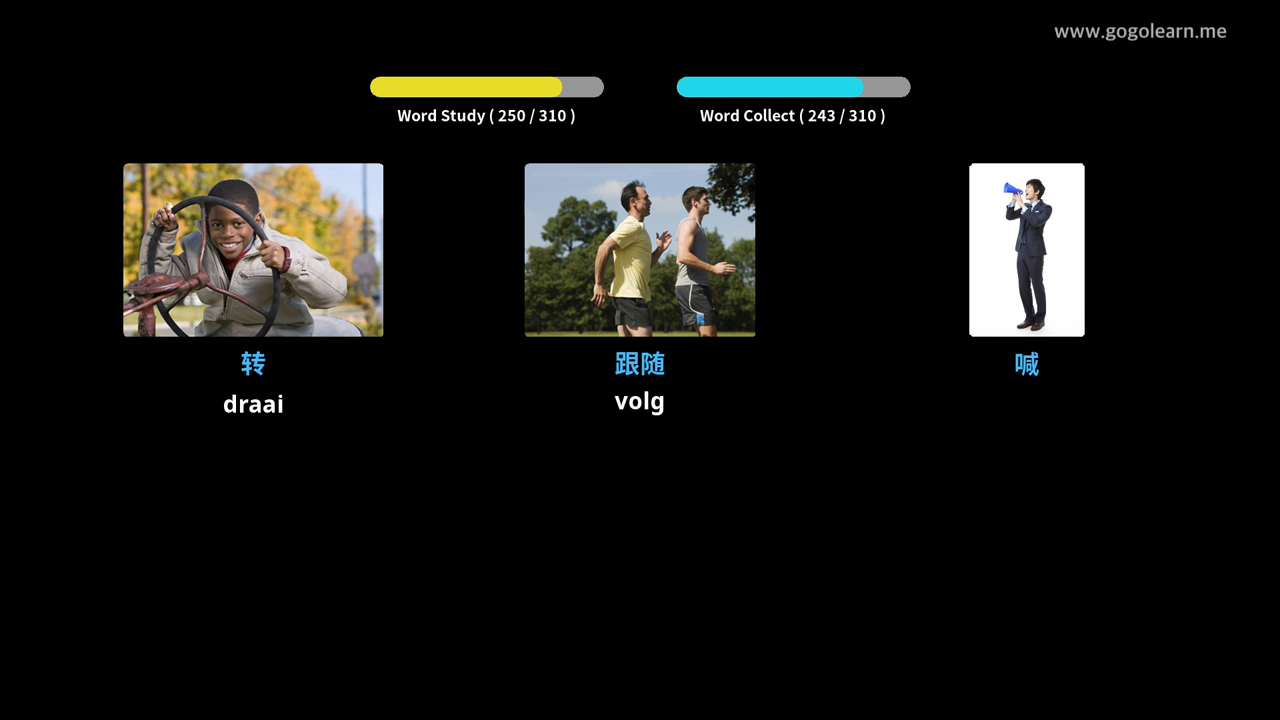 www.gogolearn.me
Word Study ( 250 / 310 )
Word Collect ( 243 / 310 )
转
跟随
喊
draai
volg